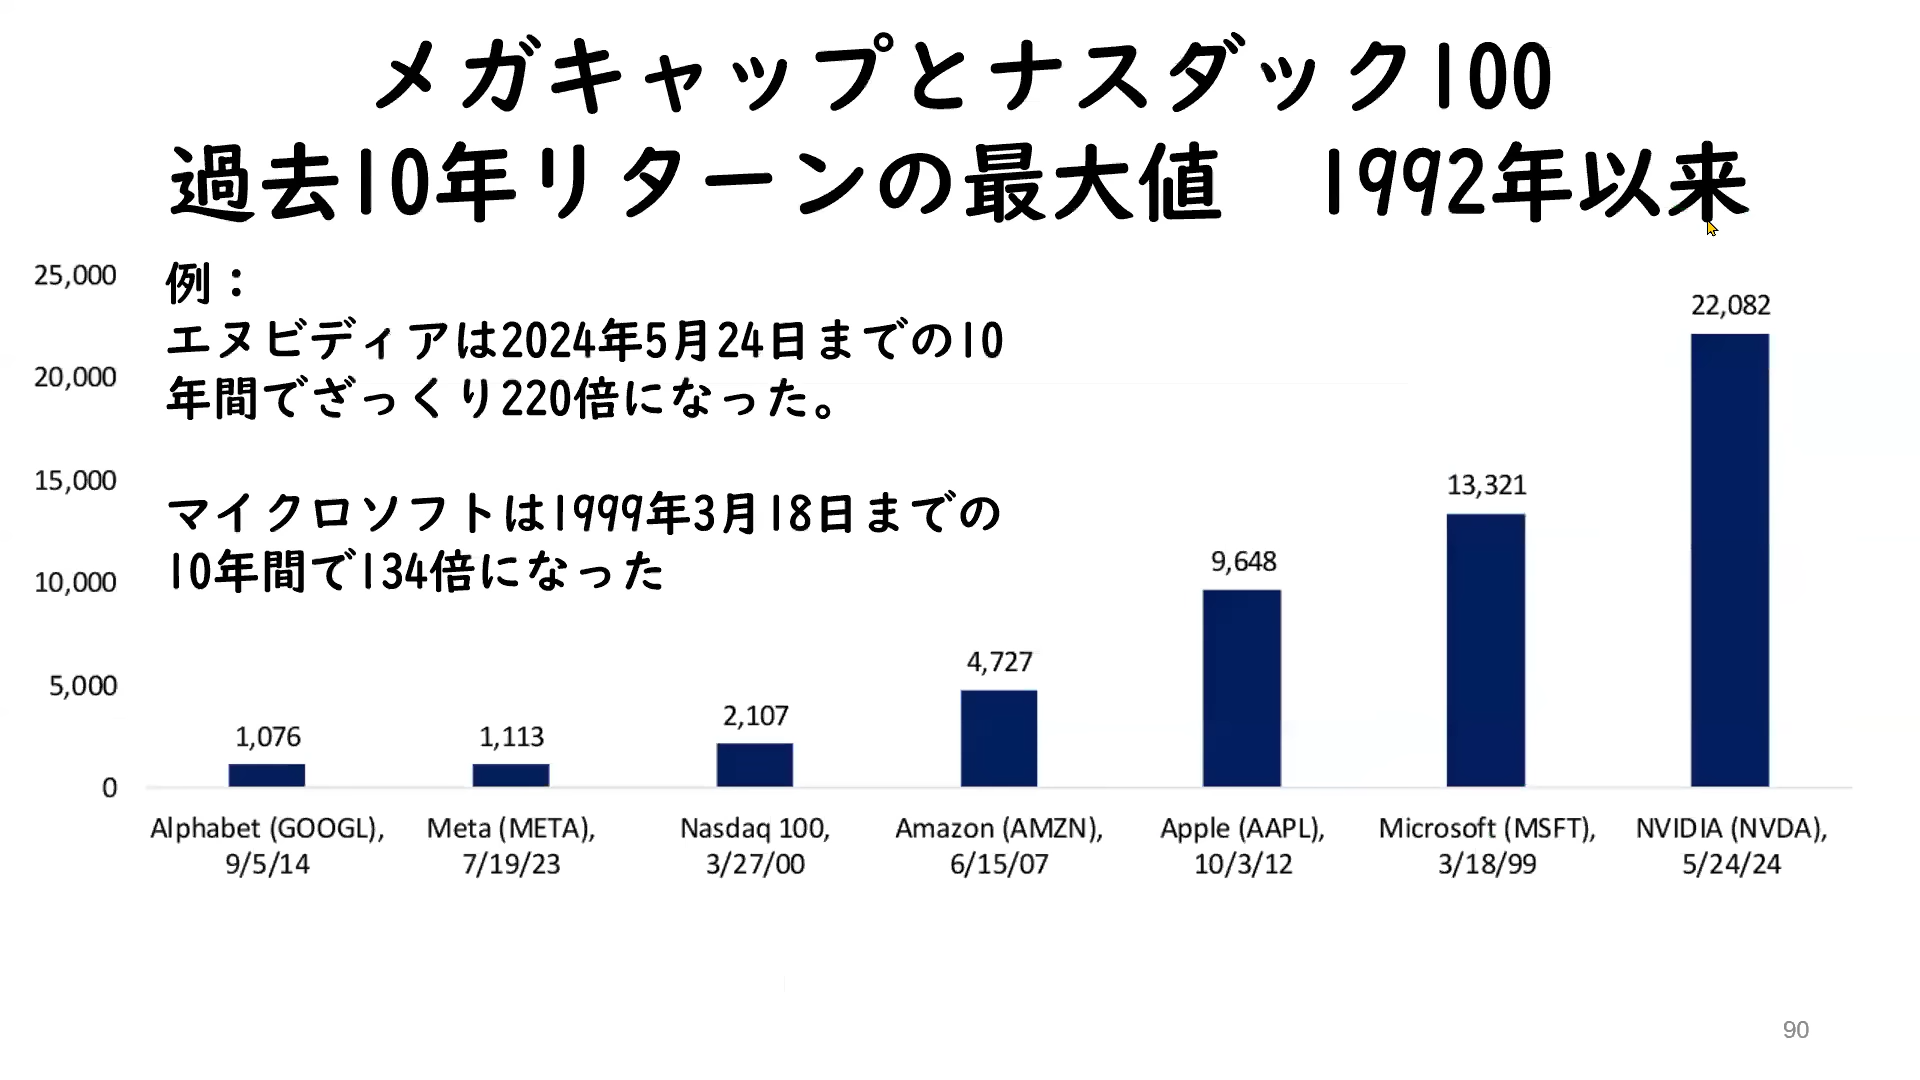 メガキャップとナスダック100
過去10年リターンの最大値　1992年以来
例：
エヌビディアは2024年5月24日までの10
年間でざっくり220倍になった。
マイクロソフトは1999年3月18日までの
10年間で134倍になった
25,000
20,000
15,000
10,000
5,000
0
1,076
1,113
2,107
4,727
9,648
13,321
22,082
Alphabet (GOOGL),
9/5/14
Meta (META),
7/19/23
Nasdaq 100,
3/27/00
Amazon (AMZN),
6/15/07
Apple (AAPL),
10/3/12
Microsoft (MSFT),
3/18/99
NVIDIA (NVDA),
5/24/24
90